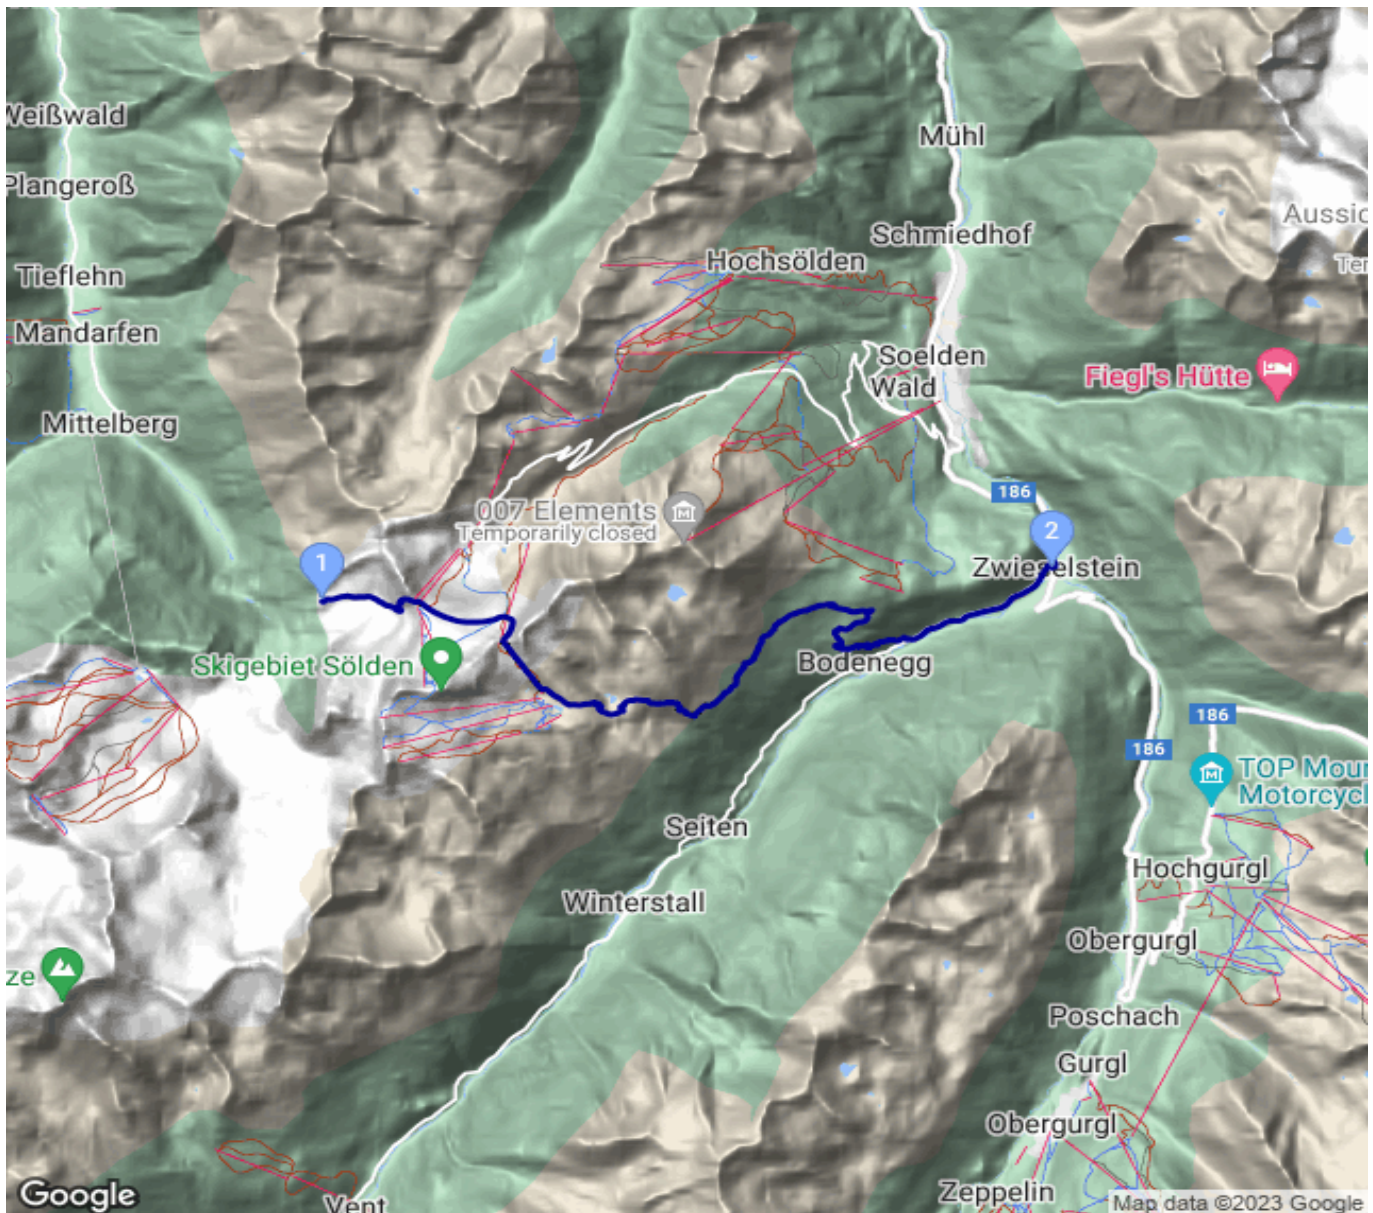 Weißwald
Mühl
Plangeroß
Aussic
Schmiedhof
Hochsölden
Ter
Tieflehn
Mandarfen
Soelden
Fiegl's Hütte
Wald
Mittelberg
186
007 Elements
Temporarily closed
2
1
Zwieselstein
Skigebiet Sölden
Bodenegg
186
186
TOP Moun
Motorcycl
Seiten
Hochgurgl
Winterstall
Obergurgl
ze
Poschach
Gurgl
Obergurgl
Zeppelin
Vent
Google
Map data ©2023 Google